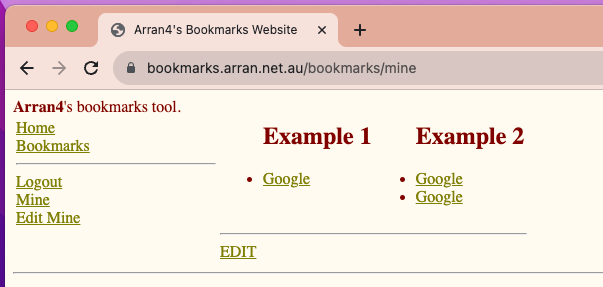 Arran4's Bookmarks Website
bookmarks.arran.net.au/bookmarks/mine
Arran4's bookmarks tool.
Home
Bookmarks
Logout
Mine
Edit Mine
Example 1
Google
Example 2
Google
Google
EDIT